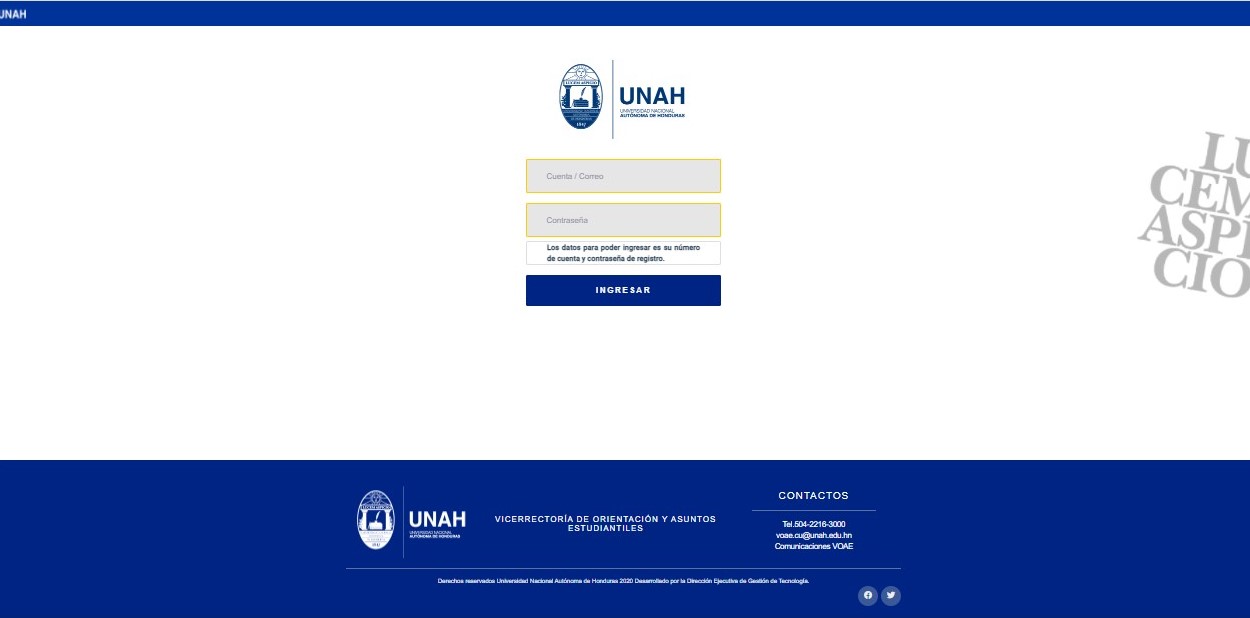 UNAH
LUCEM ASPICIO
1847
UNAH
UNIVERSIDAD NACIONAL
AUTÓNOMA DE HONDURAS
Cuenta / Correo
Contraseña
Los datos para poder ingresar es su número
de cuenta y contraseña de registro.
INGRESAR
LU
CEM
ASPI
CIO
UNAH
UNIVERSIDAD NACIONAL
AUTÓNOMA DE HONDURAS
VICERRECTORÍA DE ORIENTACIÓN Y ASUNTOS
ESTUDIANTILES
CONTACTOS
Tel.504-2216-3000
voae.cu@unah.edu.hn
Comunicaciones VOAE
Derechos reservados Universidad Nacional Autónoma de Honduras 2020 Desarrollado por la Dirección Ejecutiva de Gestión de Tecnología.